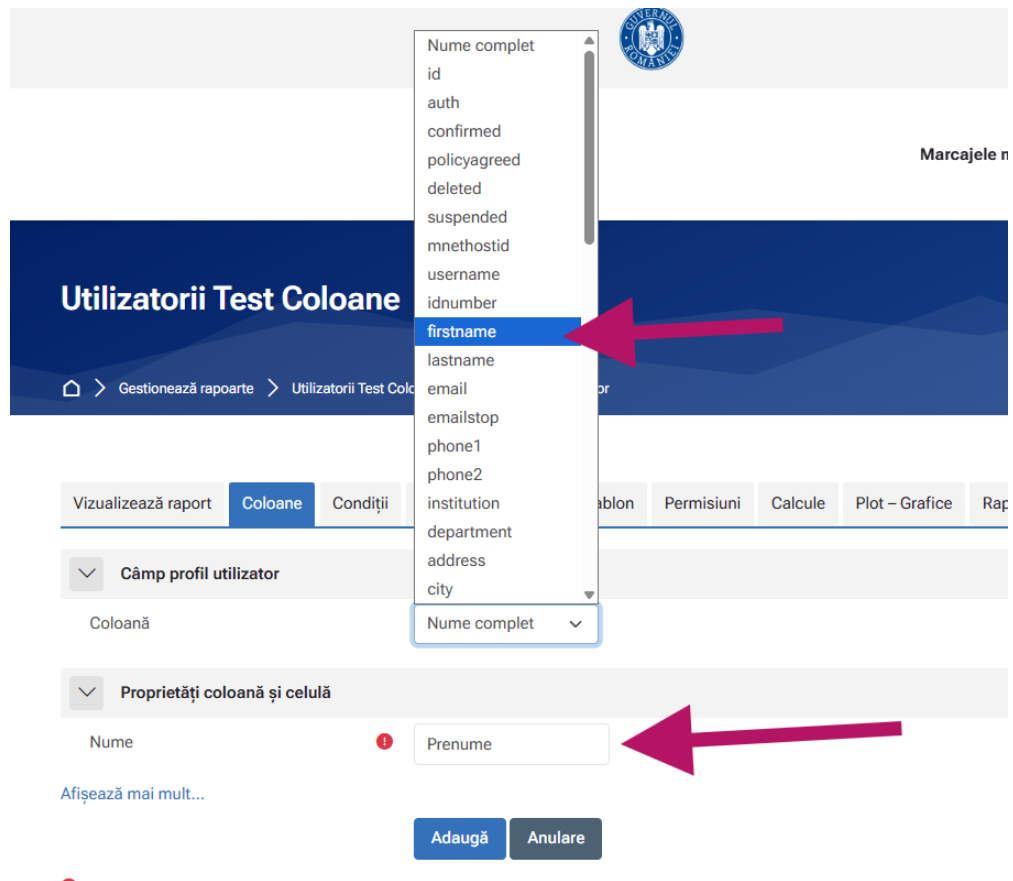 GUVERNUL
ROMÂNIEI
Nume complet
id
auth
confirmed
policyagreed
deleted
suspended
mnethostid
username
idnumber
firstname
lastname
email
emailstop
phone1
phone2
institution
department
address
city
Marcajele
Utilizatorii Test Coloane
Gestionează rapoarte > Utilizatorii Test
Vizualizează raport Coloane Condiții Permisiuni Calcule Plot – Grafice
Câmp profil utilizator
Coloană Nume complet
Proprietăți coloană și celulă
Nume Prenume
Afișează mai mult...
Adaugă Anulare